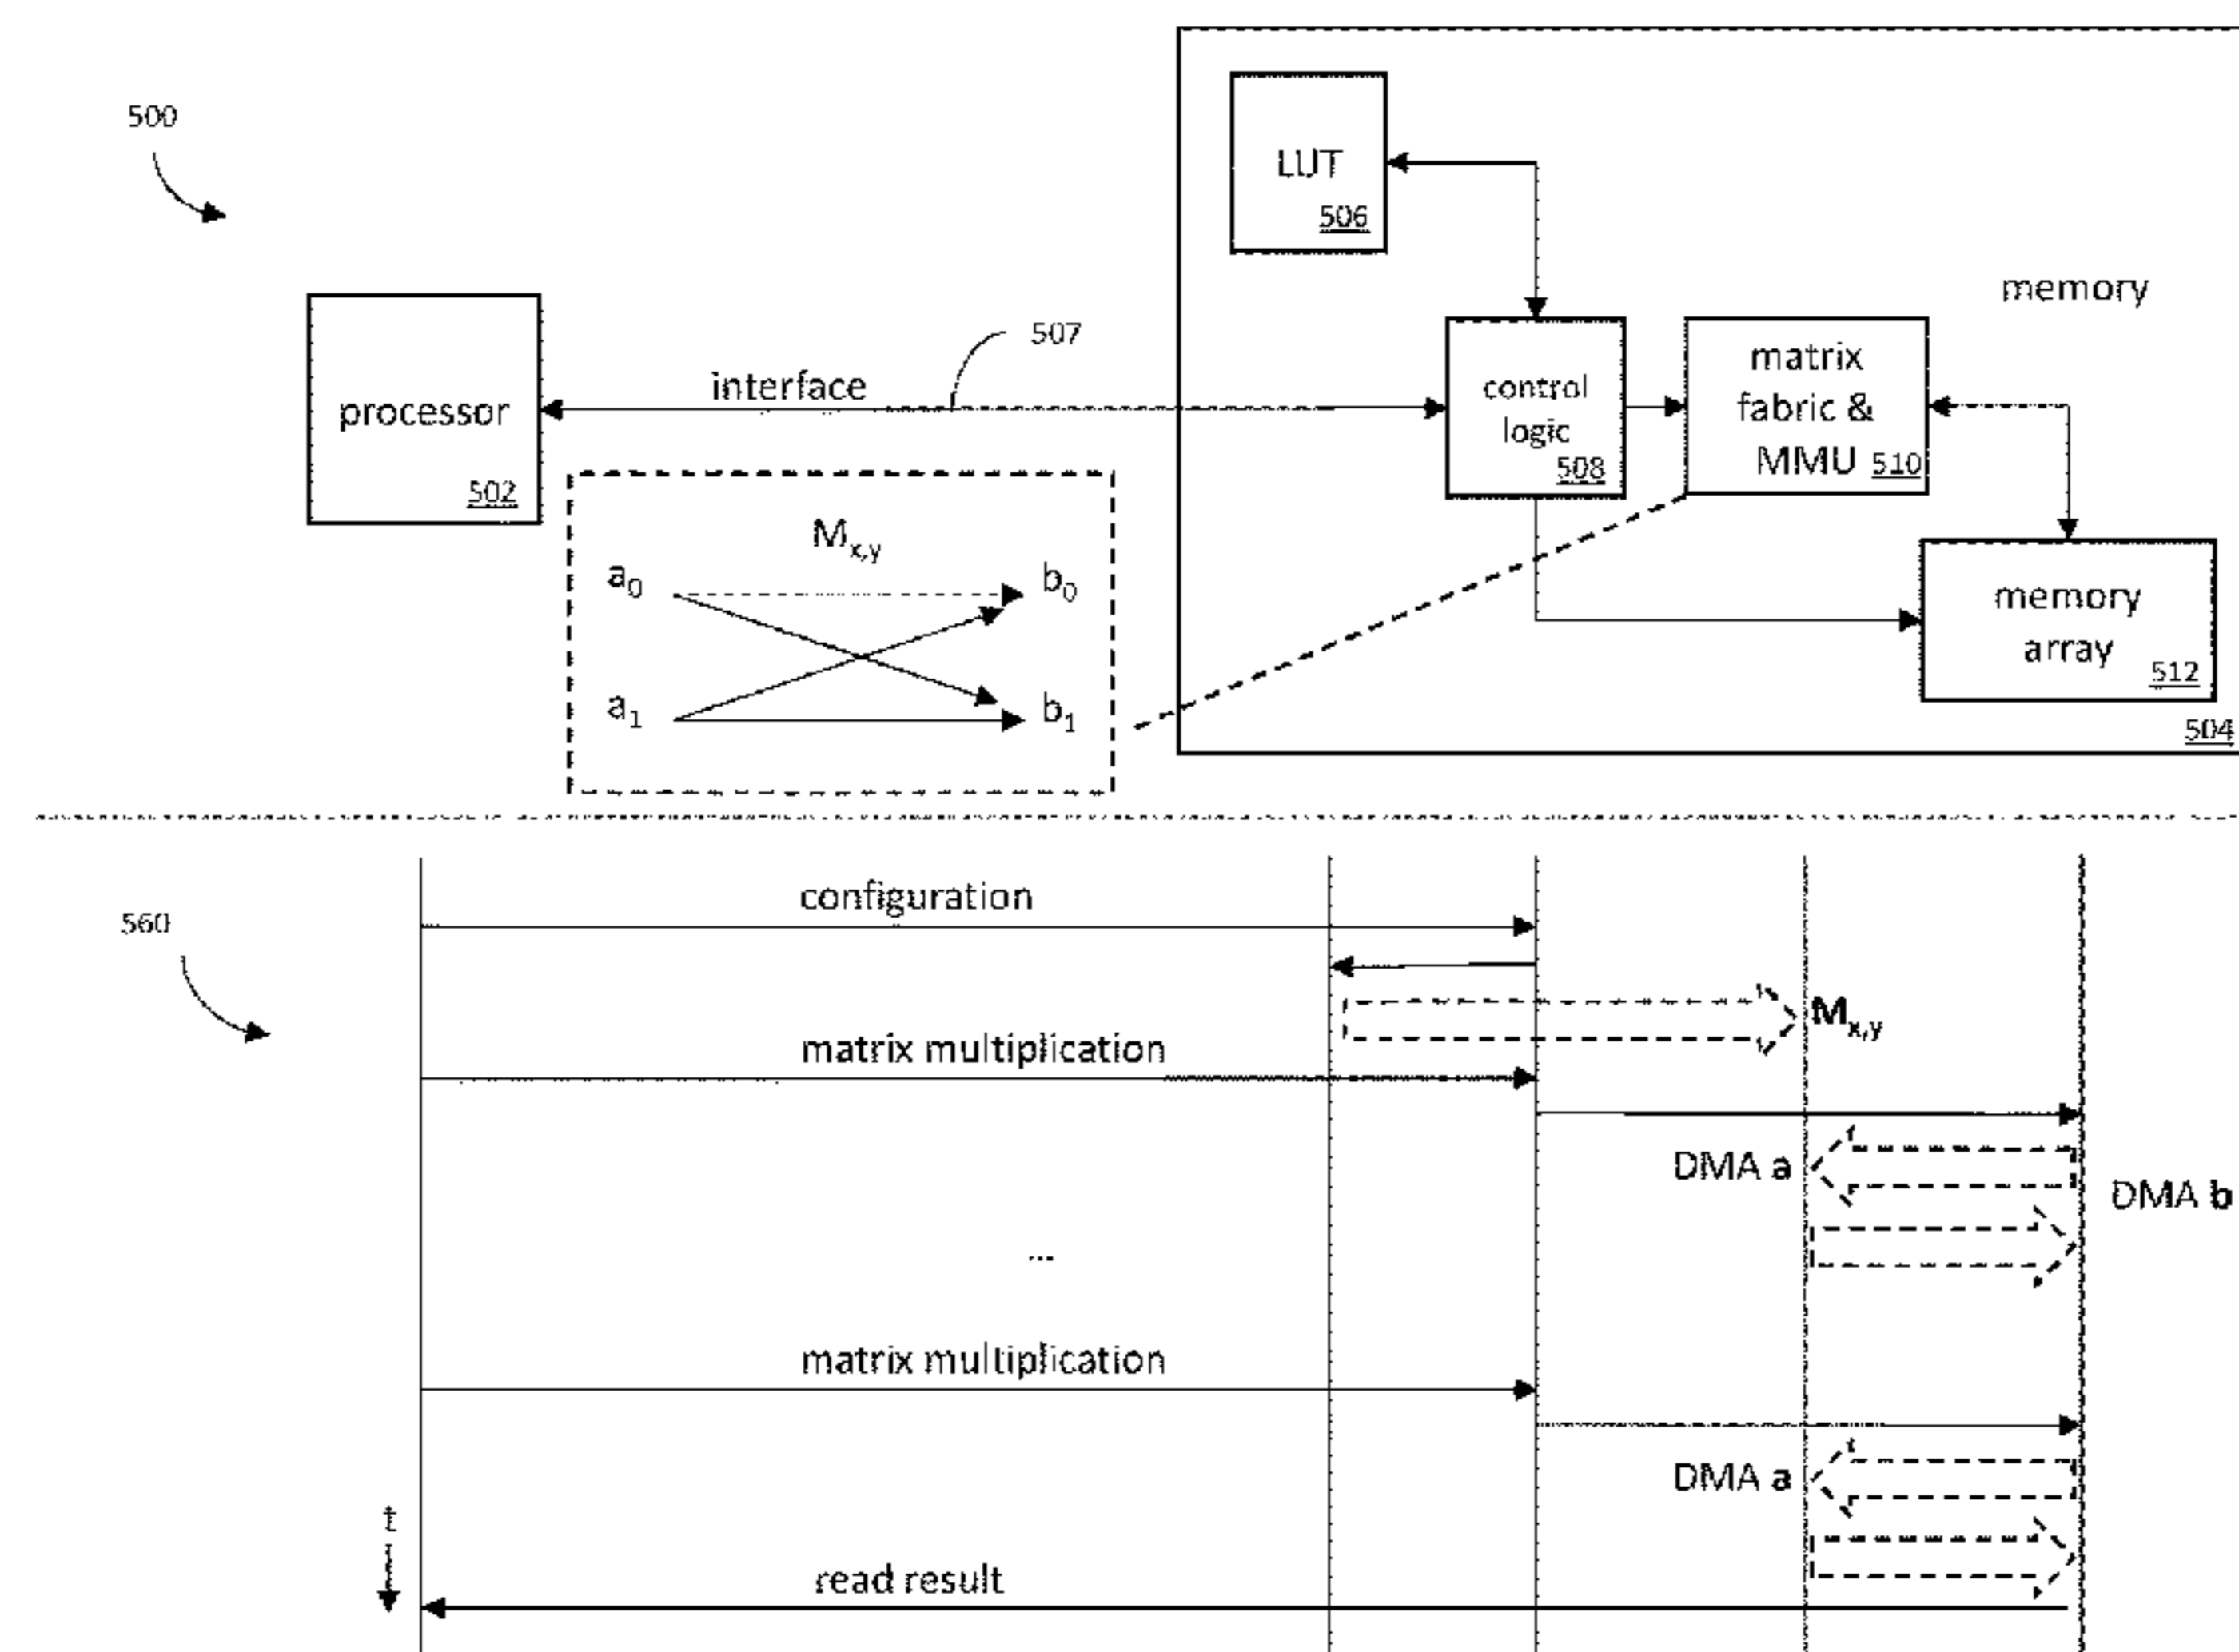 500
LUT
506
memory
507
interface
processor
502
control
logic
508
matrix
fabric &
MMU 510
Mx,y
a0
b0
a1
b1
memory
array
512
504
560
configuration
Mx,y
matrix multiplication
DMA a
DMA b
...
matrix multiplication
DMA a
t
read result